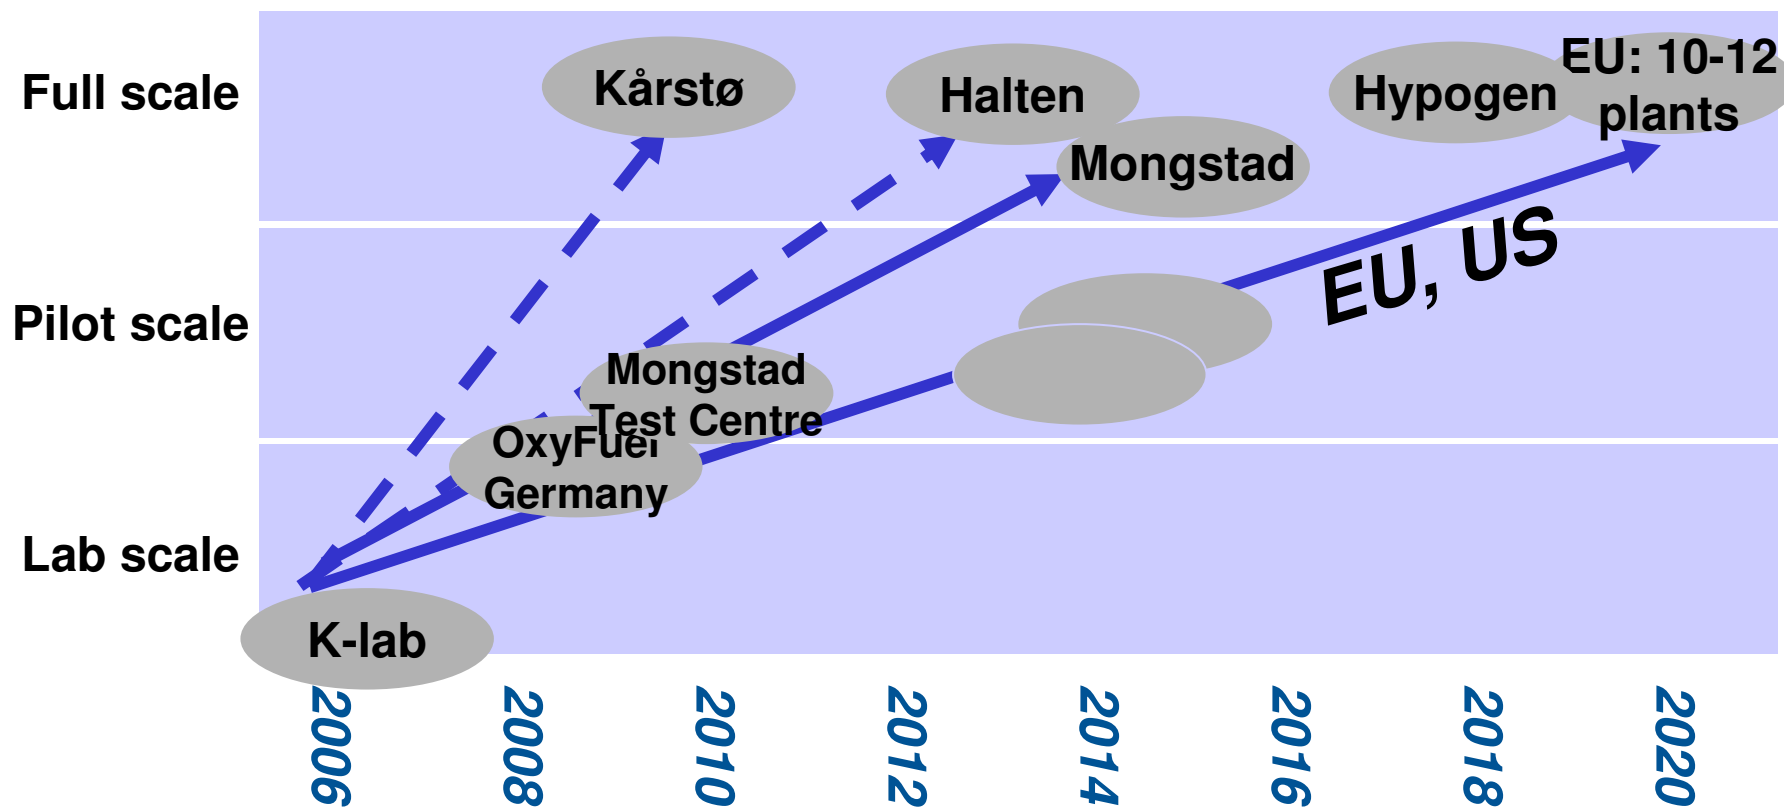 Full scale
Kårstø
Halten
Hypogen
EU: 10-12
plants
Mongstad
EU, US
Pilot scale
Mongstad
Test Centre
OxyFuel
Germany
Lab scale
K-lab
2006
2008
2010
2012
2014
2016
2018
2020